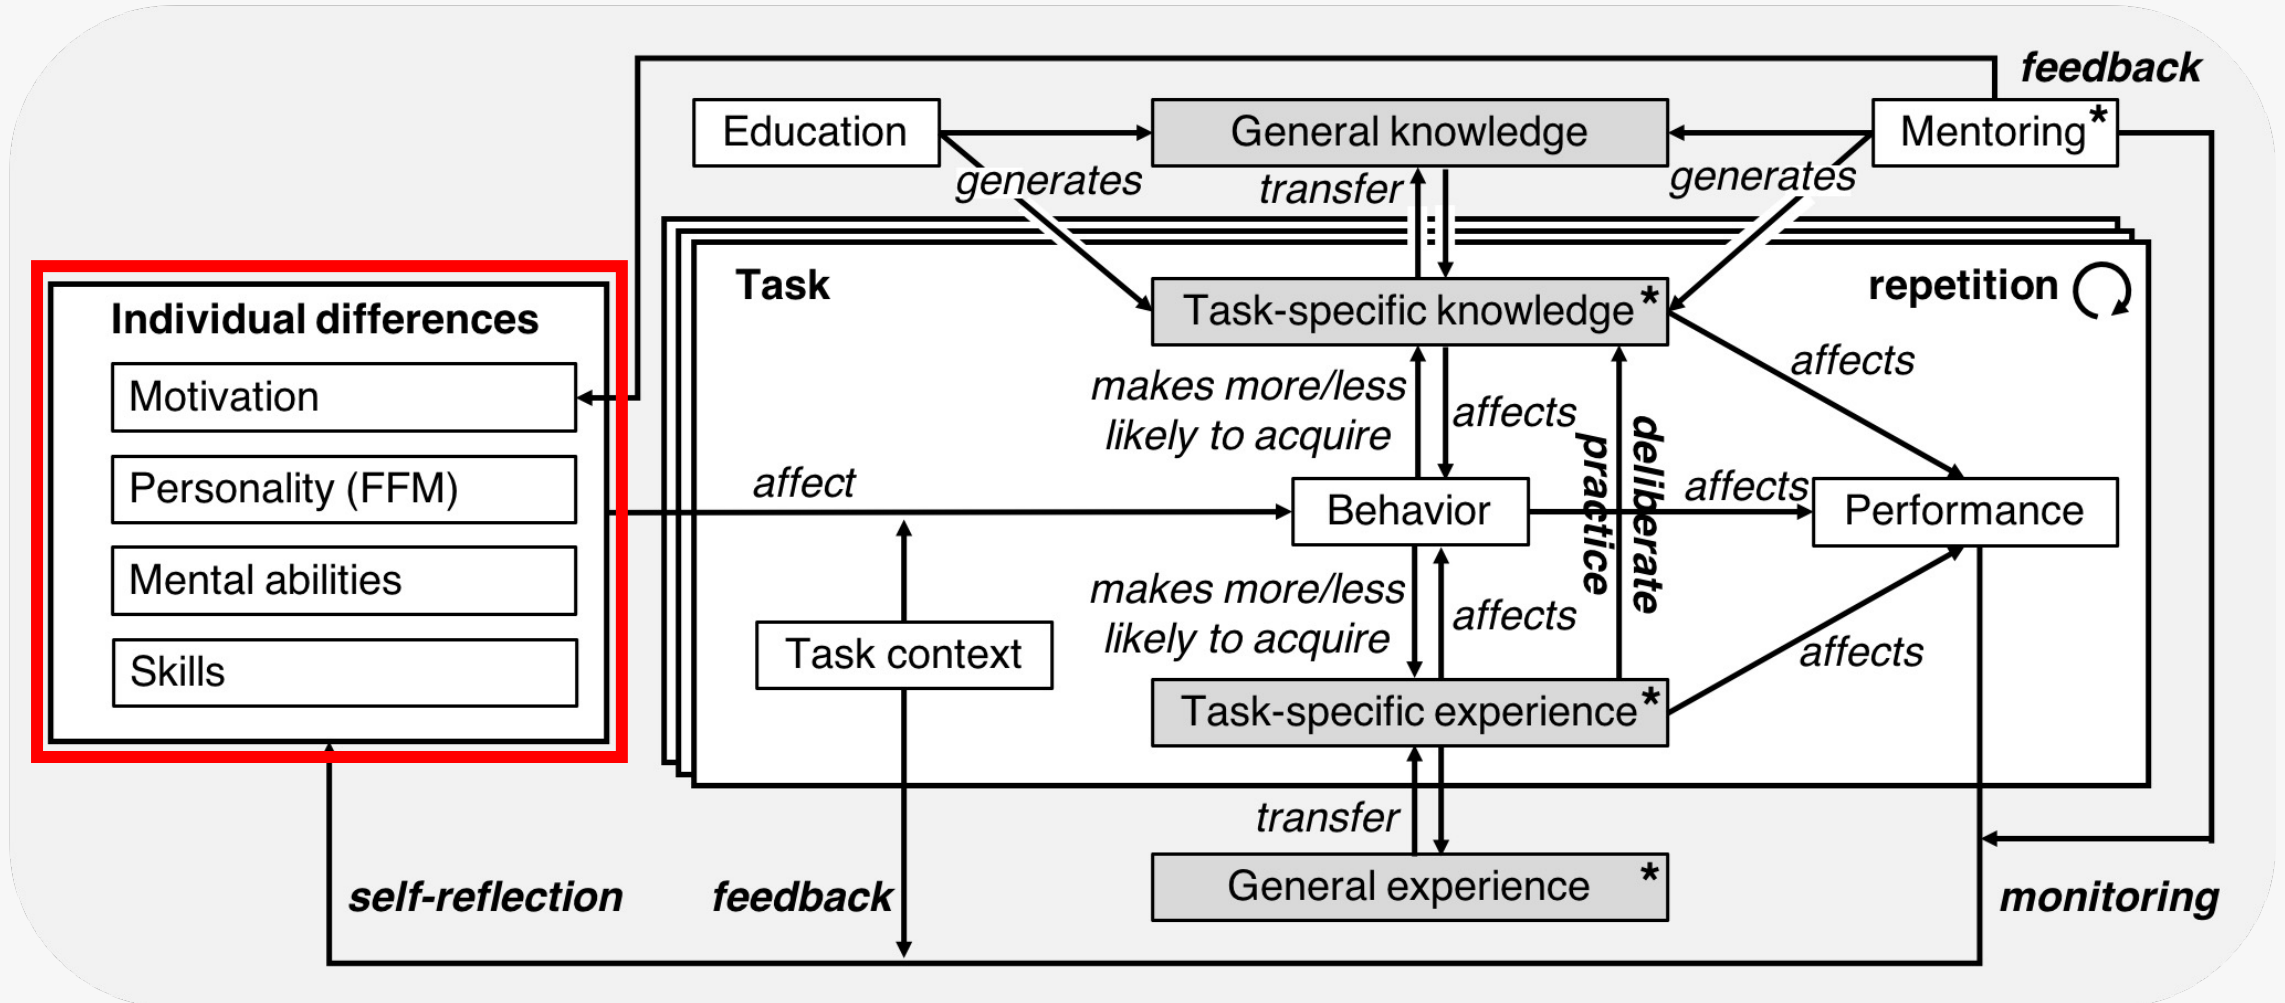 feedback
Education
General knowledge
Mentoring*
generates
transfer
generates
Task
repetition
Individual differences
Task-specific knowledge*
Motivation
makes more/less
likely to acquire
affects
affects
Personality (FFM)
affect
deliberate
practice
Behavior
affects
Performance
Mental abilities
makes more/less
likely to acquire
affects
Task context
affects
Skills
Task-specific experience*
transfer
General experience *
self-reflection
feedback
monitoring